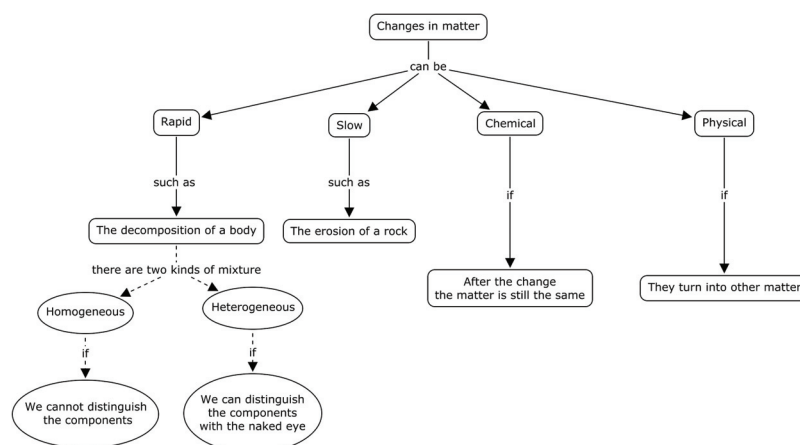 Changes in matter
can be
Rapid
Slow
Chemical
Physical
such as
such as
if
if
The decomposition of a body
The erosion of a rock
After the change
the matter is still the same
They turn into other matter
there are two kinds of mixture
Homogeneous
Heterogeneous
if
if
We cannot distinguish
the components
We can distinguish
the components
with the naked eye